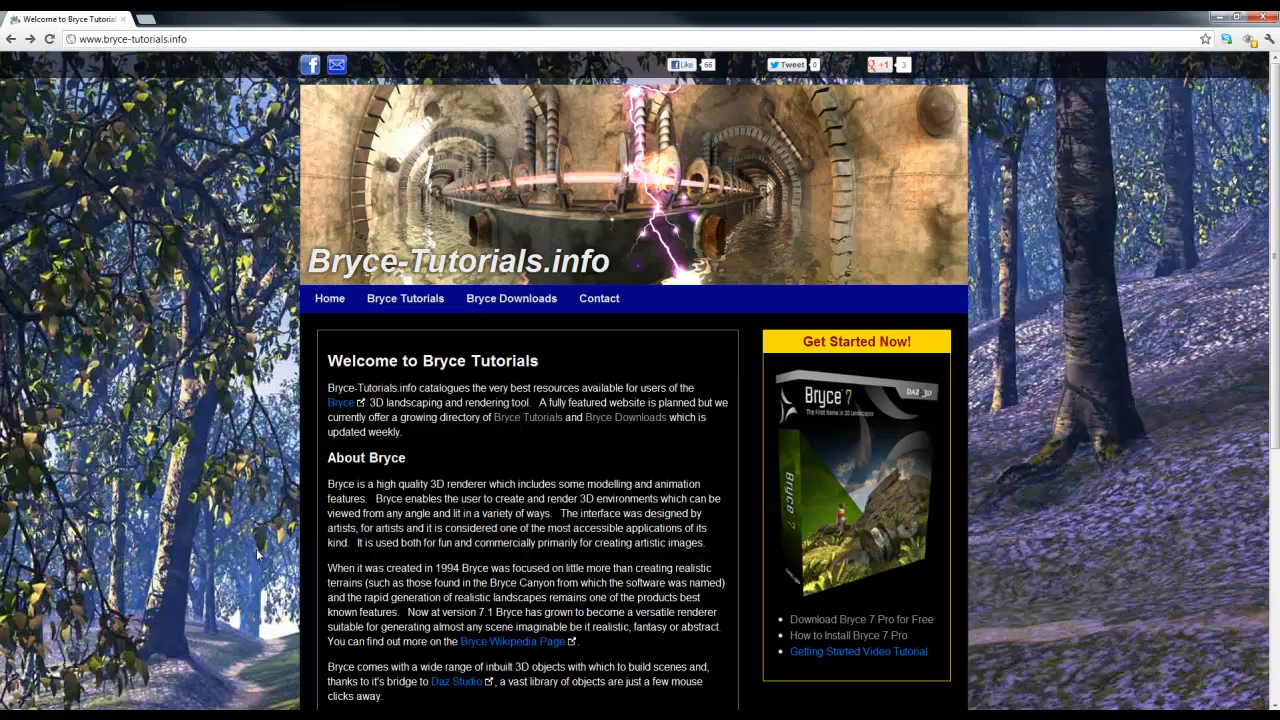 Welcome to Bryce Tutorial
www.bryce-tutorials.info
Like 66
Tweet 0
+1 3
Bryce-Tutorials.info
Home Bryce Tutorials Bryce Downloads Contact
Welcome to Bryce Tutorials
Bryce-Tutorials.info catalogues the very best resources available for users of the
Bryce 3D landscaping and rendering tool. A fully featured website is planned but we
currently offer a growing directory of Bryce Tutorials and Bryce Downloads which is
updated weekly.
About Bryce
Bryce is a high quality 3D renderer which includes some modelling and animation
features. Bryce enables the user to create and render 3D environments which can be
viewed from any angle and lit in a variety of ways. The interface was designed by
artists, for artists and it is considered one of the most accessible applications of its
kind. It is used both for fun and commercially primarily for creating artistic images.
When it was created in 1994 Bryce was focused on little more than creating realistic
terrains (such as those found in the Bryce Canyon from which the software was named)
and the rapid generation of realistic landscapes remains one of the products best
known features. Now at version 7.1 Bryce has grown to become a versatile renderer
suitable for generating almost any scene imaginable be it realistic, fantasy or abstract.
You can find out more on the Bryce Wikipedia Page.
Bryce comes with a wide range of inbuilt 3D objects with which to build scenes and,
thanks to it's bridge to Daz Studio, a vast library of objects are just a few mouse
clicks away.
Get Started Now!
Bryce 7
The First Name in 3D Landscapes
DAZ 3D
Bryce 7
Download Bryce 7 Pro for Free
How to Install Bryce 7 Pro
Getting Started Video Tutorial